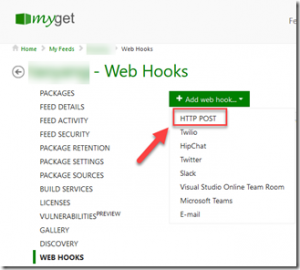 myget
Home › My Feeds › › Web Hooks
- Web Hooks
PACKAGES
FEED DETAILS
FEED ACTIVITY
FEED SECURITY
PACKAGE RETENTION
PACKAGE SETTINGS
PACKAGE SOURCES
BUILD SERVICES
LICENSES
VULNERABILITIES PREVIEW
GALLERY
DISCOVERY
WEB HOOKS
+ Add web hook...
HTTP POST
Twilio
HipChat
Twitter
Slack
Visual Studio Online Team Room
Microsoft Teams
E-mail